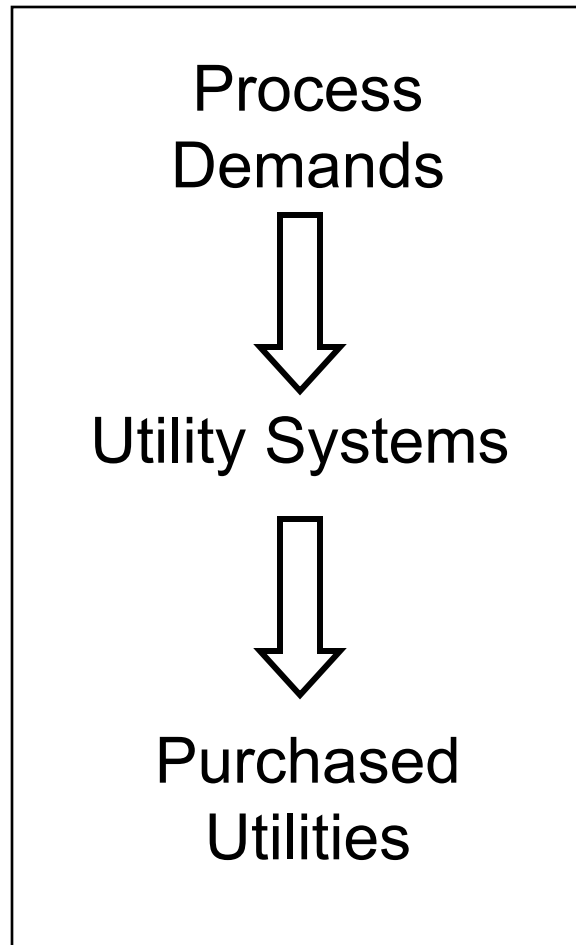 Process
Demands
Utility Systems
Purchased
Utilities